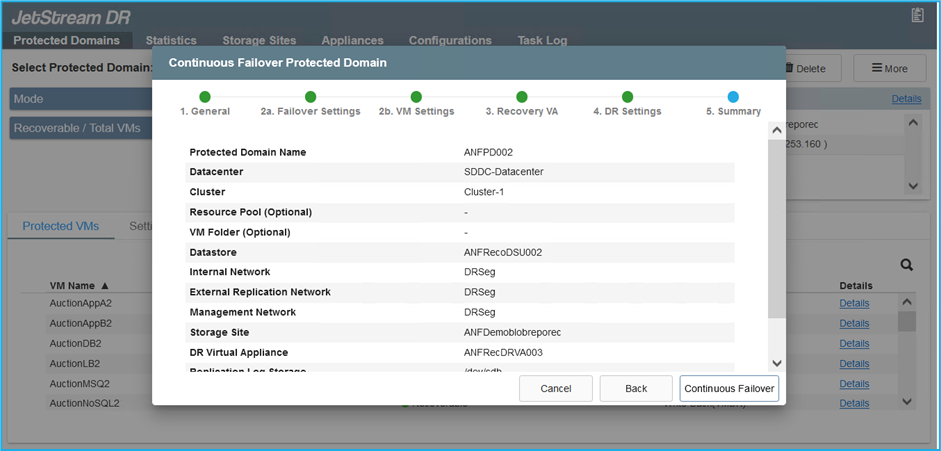 JetStream DR
Protected Domains Statistics Storage Sites Appliances Configurations Task Log
Select Protected Domain: Delete More
Continuous Failover Protected Domain
Mode Details
Recoverable / Total VMs
1. General 2a. Failover Settings 2b. VM Settings 3. Recovery VA 4. DR Settings 5. Summary
reporec
253.160 )
Protected Domain Name ANFPD002
Datacenter SDDC-Datacenter
Cluster Cluster-1
Resource Pool (Optional) -
VM Folder (Optional) -
Datastore ANFRecoDSU002
Internal Network DRSeg
External Replication Network DRSeg
Management Network DRSeg
Storage Site ANFDemoblobreporec
DR Virtual Appliance ANFRecDRVA003
Replication Log Storage /dev/sdb
Cancel Back Continuous Failover
Protected VMs Setti
VM Name ▲ Details
AuctionAppA2 Details
AuctionAppB2 Details
AuctionDB2 Details
AuctionLB2 Details
AuctionMSQ2 Details
AuctionNoSQL2 Recoverable Details